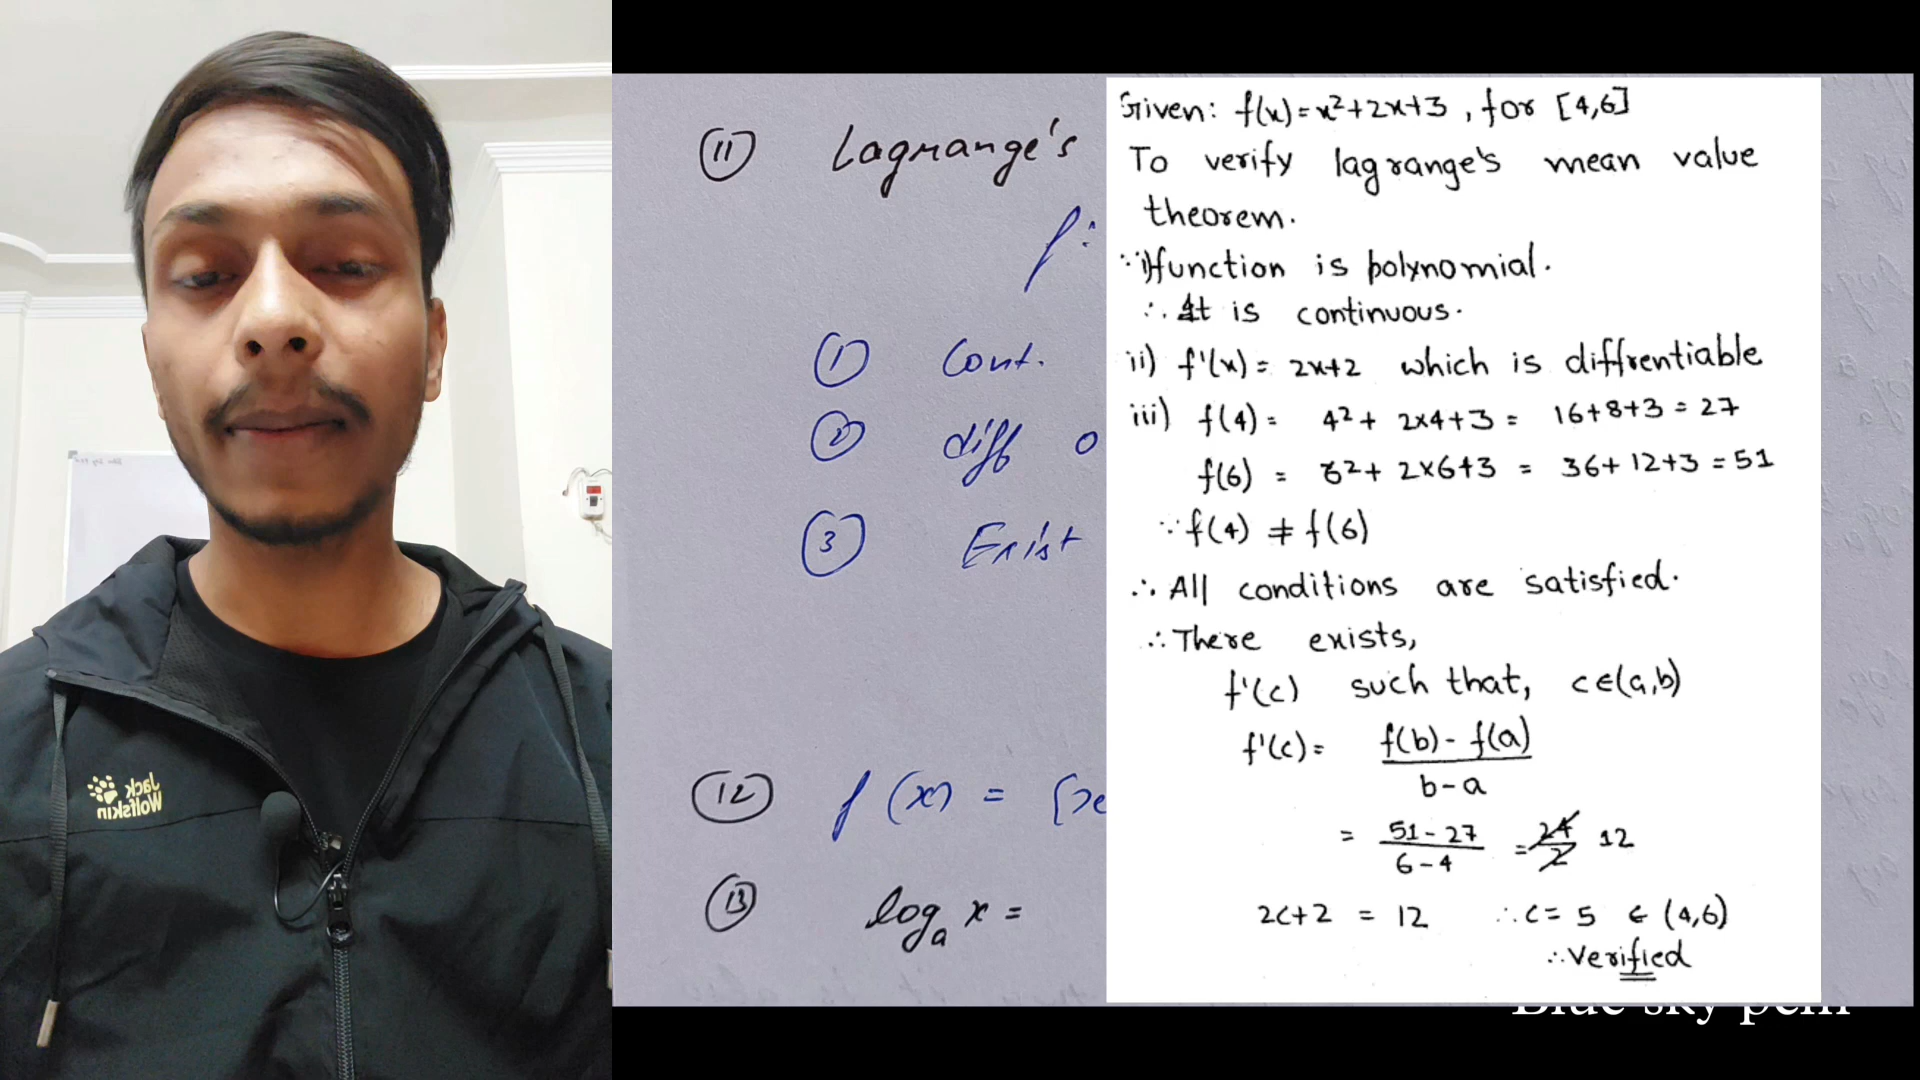 Jack
Wolfskin
11 Lagrange's
f:
1 Cont.
2 diff o
3 Exist
12 f(x) = [x
13 logₐ x =
Given: f(x)=x²+2x+3, for [4,6]
To verify lagrange's mean value
theorem.
∵ i) function is polynomial.
∴ It is continuous.
ii) f'(x)= 2x+2 which is diffrentiable
iii) f(4) = 4²+ 2x4+3 = 16+8+3 = 27
f(6) = 6²+ 2x6+3 = 36+12+3 = 51
∵ f(4) ≠ f(6)
∴ All conditions are satisfied.
∴ There exists,
f'(c) such that, c∈(a,b)
f'(c) = f(b) - f(a) / b-a
= 51-27 / 6-4 = 24/2 12
2c+2 = 12 ∴ c = 5 ∈ (4,6)
∴ Verified
Blue sky